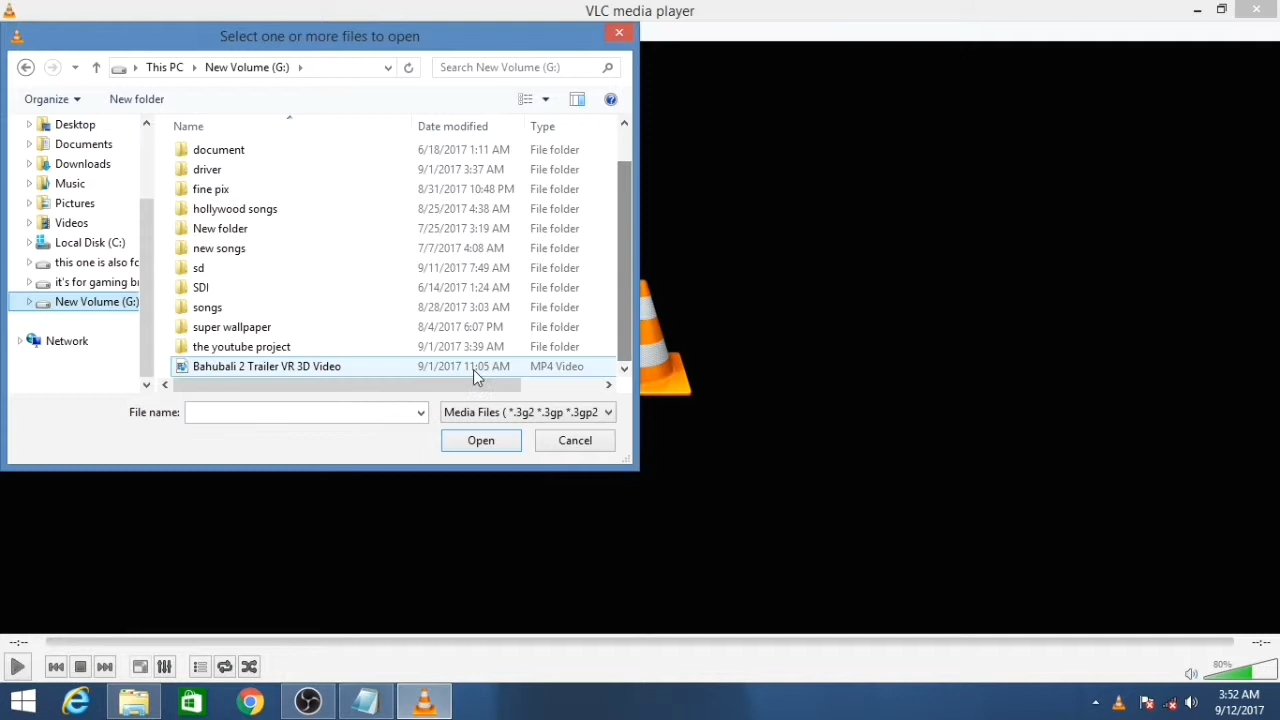 VLC media player
Select one or more files to open
This PC New Volume (G:) Search New Volume (G:)
Organize New folder
Name Date modified Type
Desktop
Documents
Downloads
Music
Pictures
Videos
Local Disk (C:)
this one is also fo
it's for gaming br
New Volume (G:)
Network
document 6/18/2017 1:11 AM File folder
driver 9/1/2017 3:37 AM File folder
fine pix 8/31/2017 10:48 PM File folder
hollywood songs 8/25/2017 4:38 AM File folder
New folder 7/25/2017 3:19 AM File folder
new songs 7/7/2017 4:08 AM File folder
sd 9/11/2017 7:49 AM File folder
SDI 6/14/2017 1:24 AM File folder
songs 8/28/2017 3:03 AM File folder
super wallpaper 8/4/2017 6:07 PM File folder
the youtube project 9/1/2017 3:39 AM File folder
Bahubali 2 Trailer VR 3D Video 9/1/2017 11:05 AM MP4 Video
File name: Media Files ( *.3g2 *.3gp *.3gp2
Open Cancel
--:-- --:--
80%
3:52 AM
9/12/2017